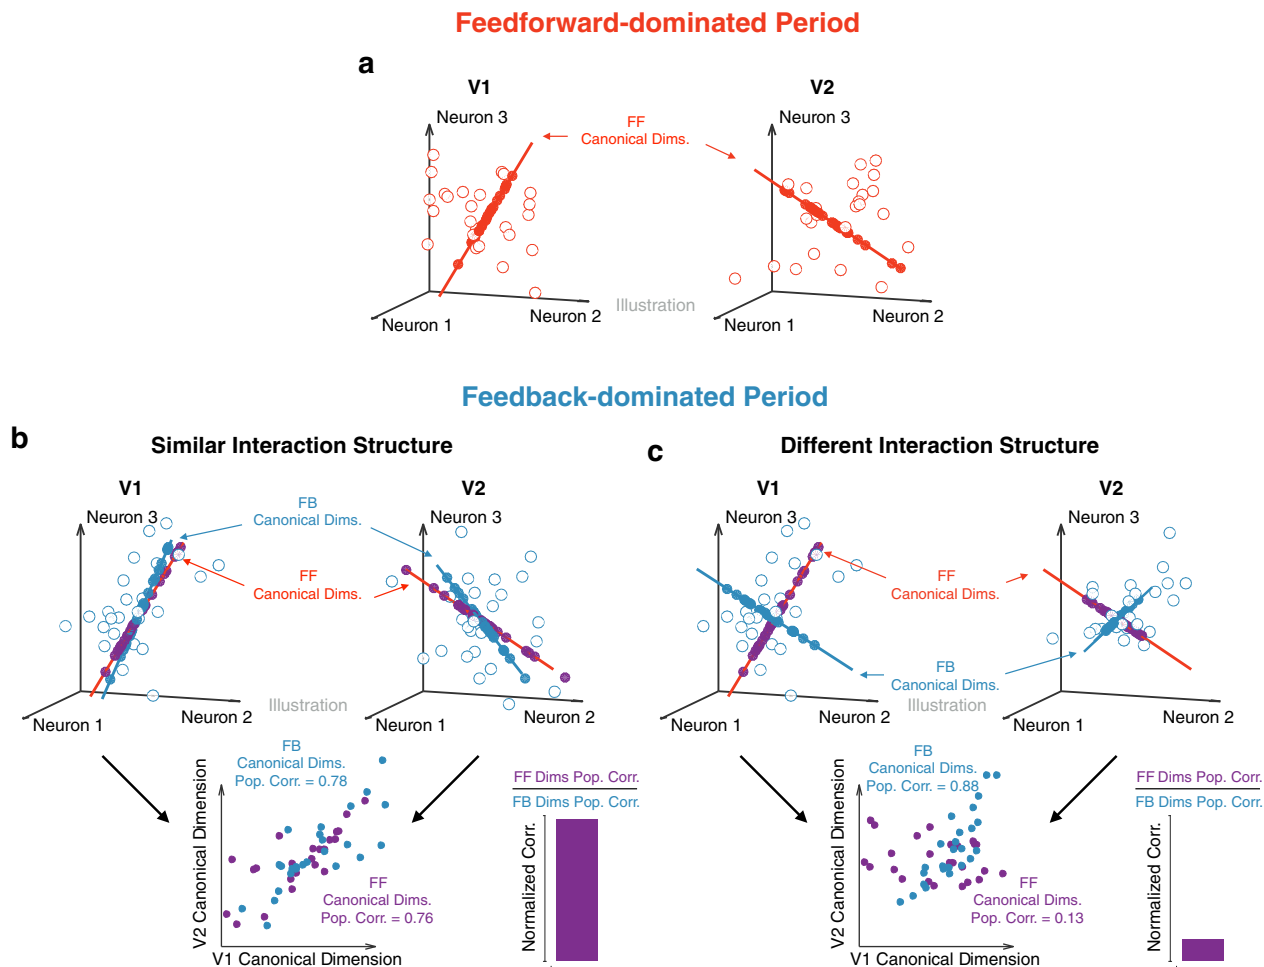 Feedforward-dominated Period
a
V1
V2
Neuron 3
Neuron 3
FF
Canonical Dims.
Illustration
Neuron 1
Neuron 2
Neuron 1
Neuron 2
Feedback-dominated Period
b
Similar Interaction Structure
V1
V2
Neuron 3
Neuron 3
FB
Canonical Dims.
FF
Canonical Dims.
Illustration
Neuron 1
Neuron 2
Neuron 1
Neuron 2
FB
Canonical Dims.
Pop. Corr. = 0.78
FF
Canonical Dims.
Pop. Corr. = 0.76
V2 Canonical Dimension
V1 Canonical Dimension
FF Dims Pop. Corr.
FB Dims Pop. Corr.
Normalized Corr.
c
Different Interaction Structure
V1
V2
Neuron 3
Neuron 3
FF
Canonical Dims.
FB
Canonical Dims.
Illustration
Neuron 1
Neuron 2
Neuron 1
Neuron 2
FB
Canonical Dims.
Pop. Corr. = 0.88
FF
Canonical Dims.
Pop. Corr. = 0.13
V2 Canonical Dimension
V1 Canonical Dimension
FF Dims Pop. Corr.
FB Dims Pop. Corr.
Normalized Corr.